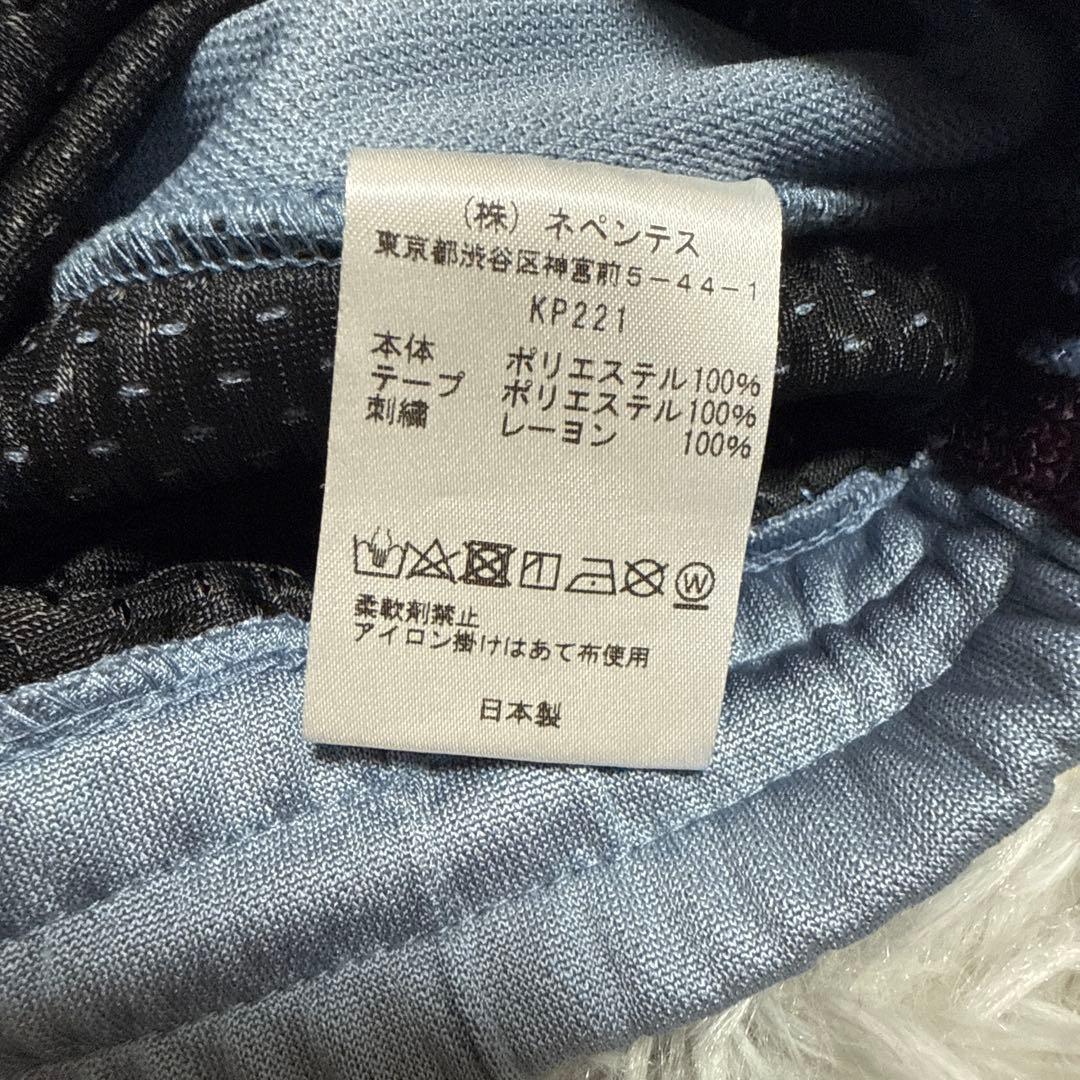 (株) ネペンテス
東京都渋谷区神宮前5-44-1
KP221
本体 ポリエステル100%
テープ ポリエステル100%
刺繍 レーヨン 100%
W
柔軟剤禁止
アイロン掛けはあて布使用
日本製